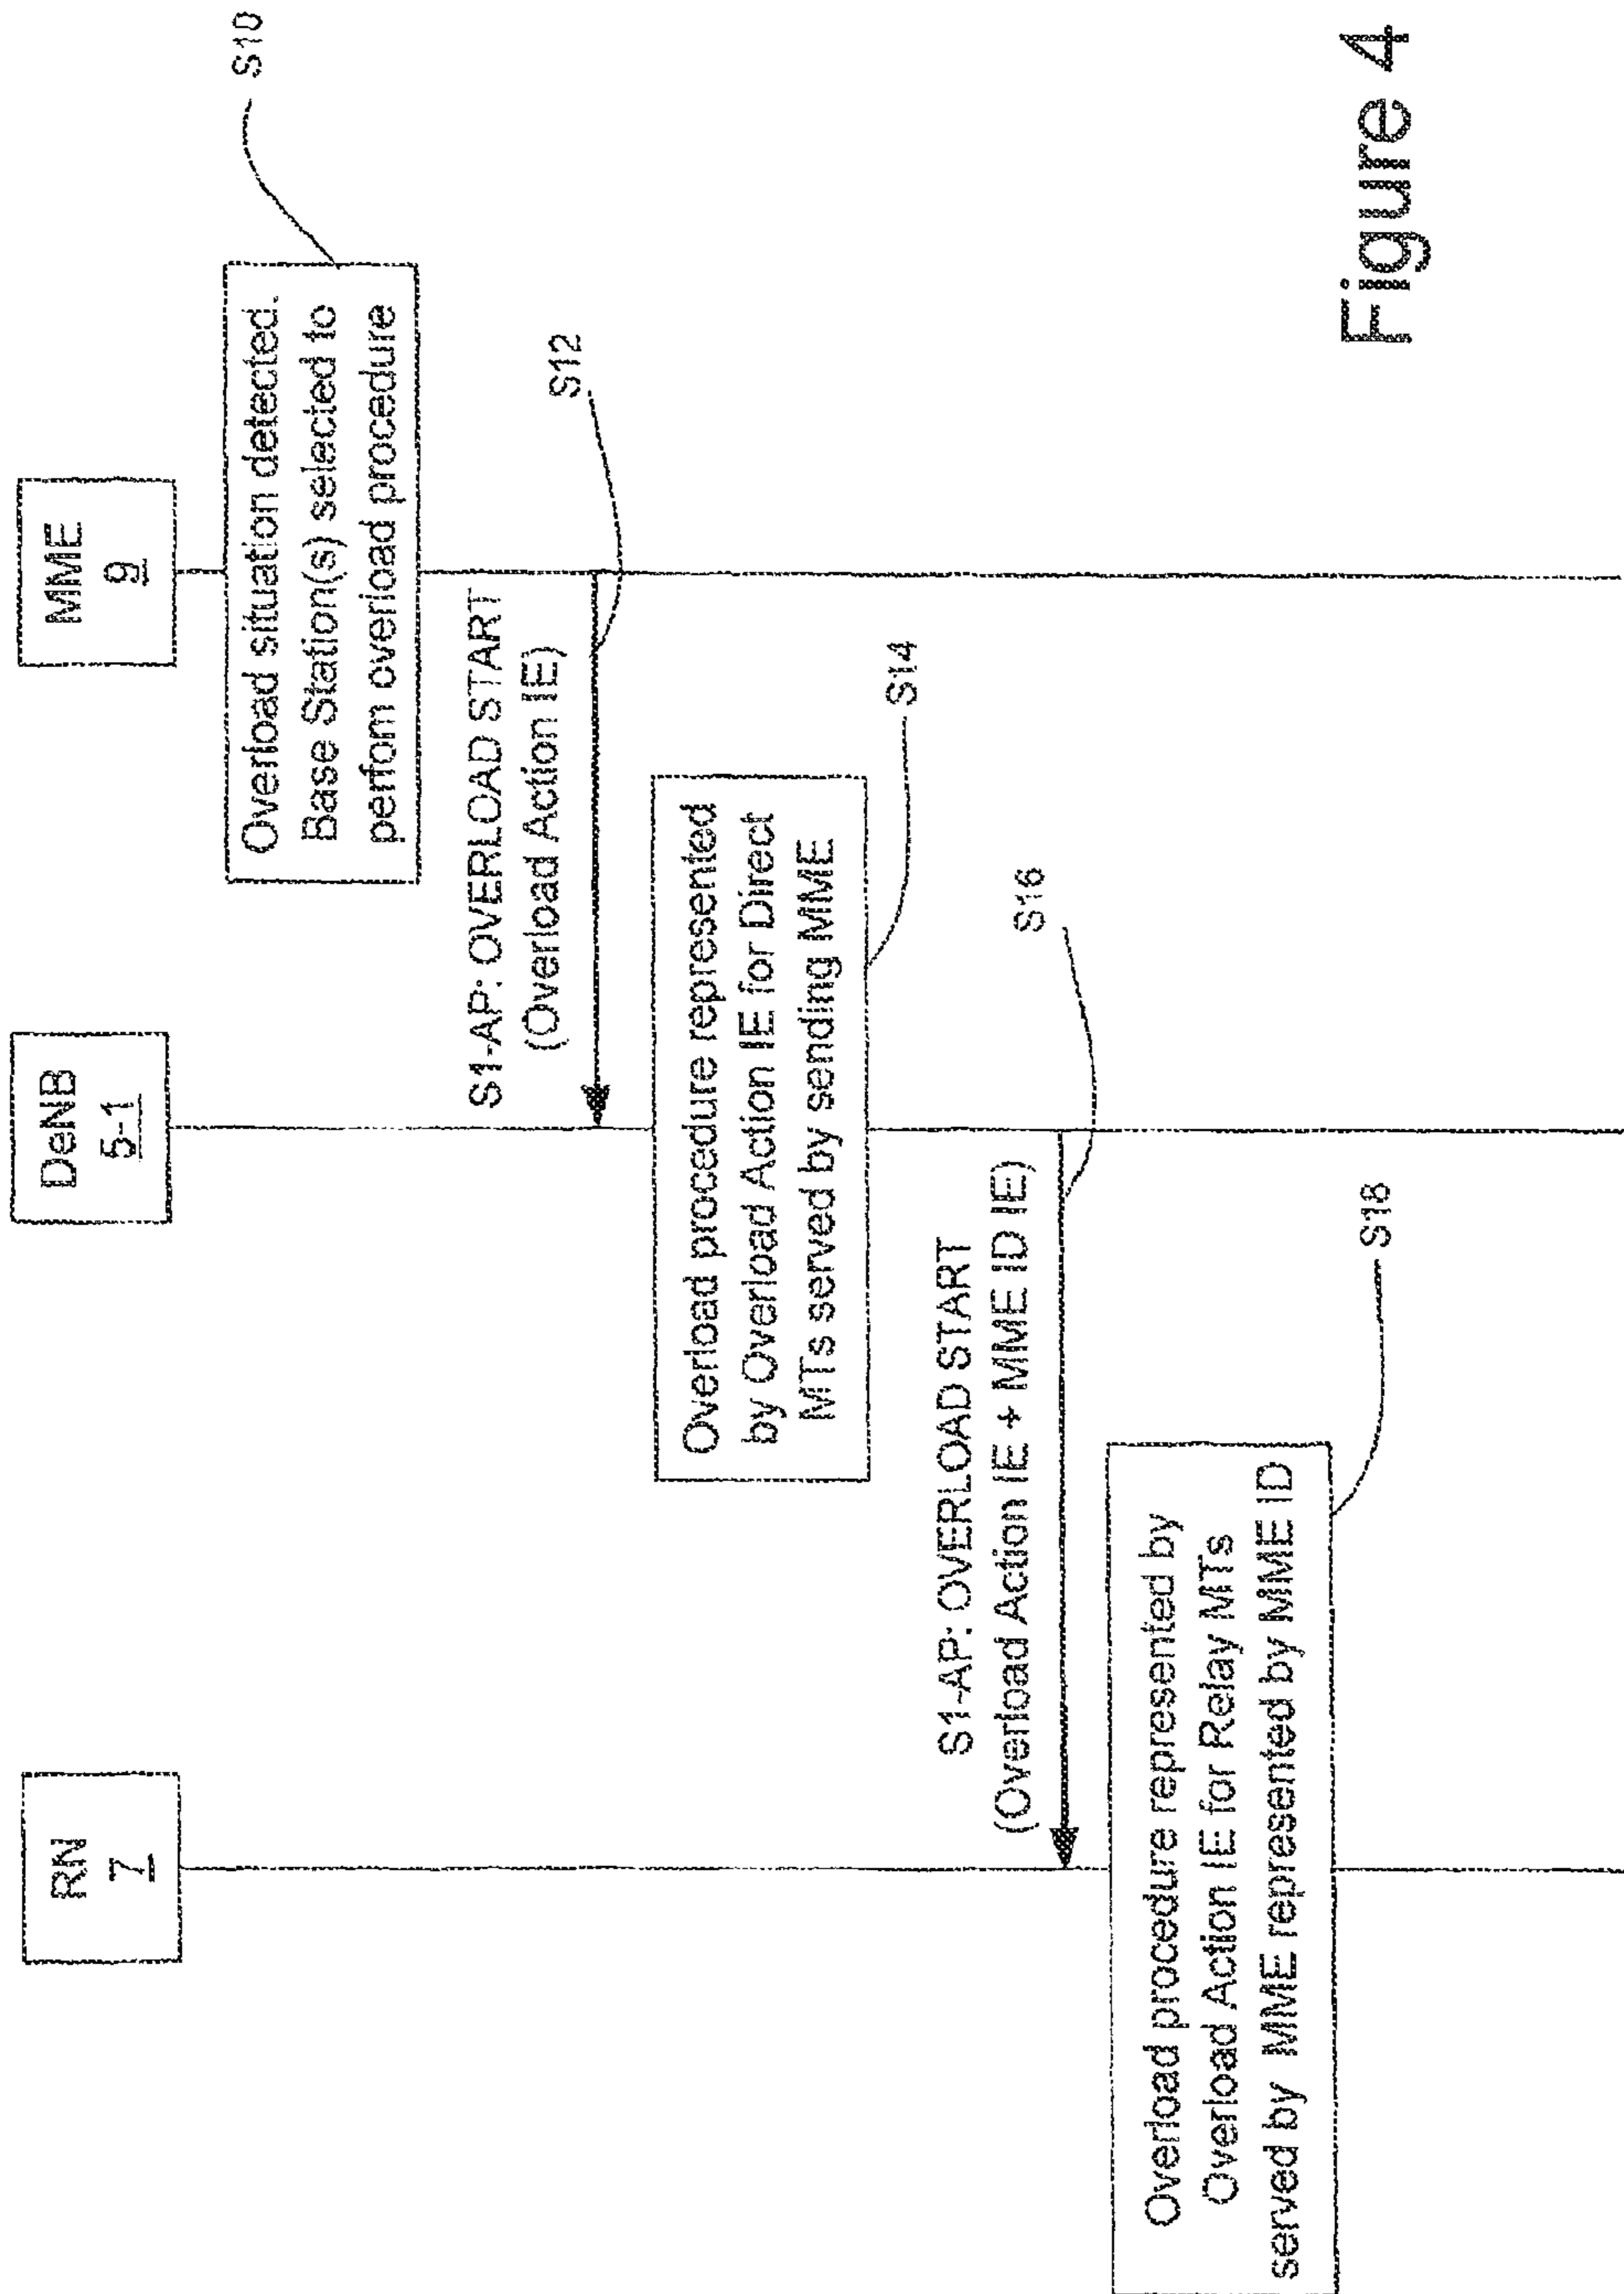 RN
7
DeNB
5-1
MME
9
Overload situation detected.
Base Station(s) selected to
perfom overload procedure
S10
S1-AP: OVERLOAD START
(Overload Action IE)
S12
Overload procedure represented
by Overload Action IE for Direct
MTs served by sending MME
S14
S1-AP: OVERLOAD START
(Overload Action IE + MME ID IE)
S16
Overload procedure represented by
Overload Action IE for Relay MTs
served by MME represented by MME ID
S18
Figure 4